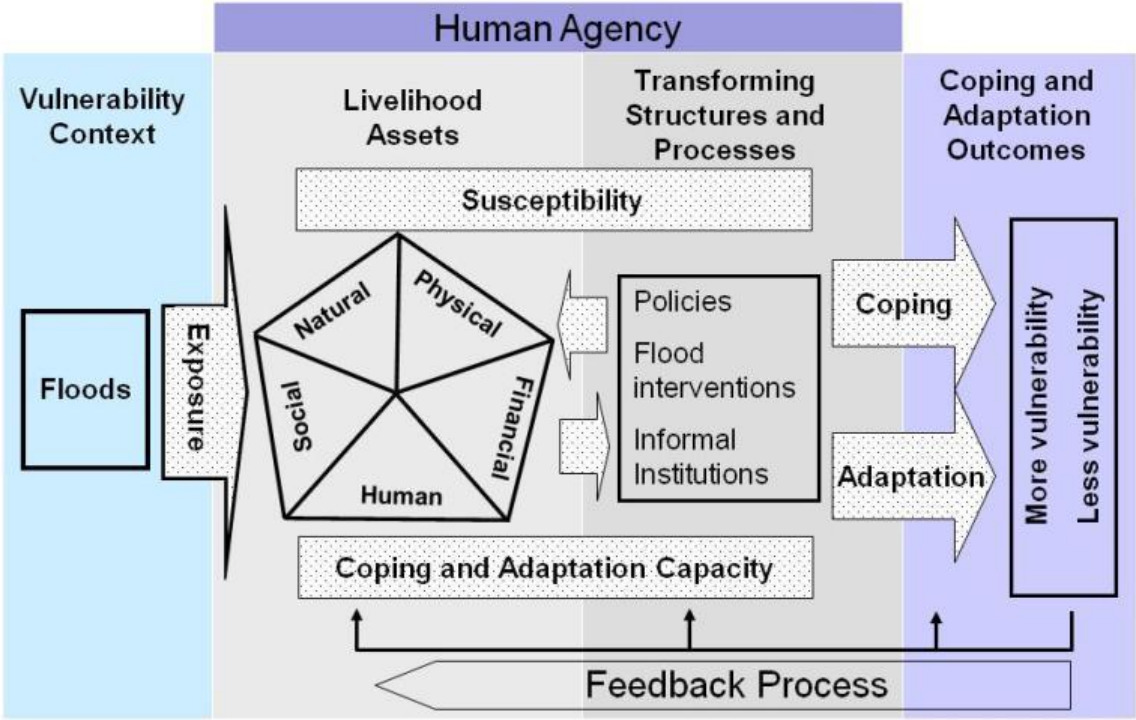 Human Agency
Vulnerability
Context
Livelihood
Assets
Transforming
Structures and
Processes
Coping and
Adaptation
Outcomes
Susceptibility
Floods
Exposure
Natural
Physical
Social
Financial
Human
Policies
Flood
interventions
Informal
Institutions
Coping
Adaptation
More vulnerability
Less vulnerability
Coping and Adaptation Capacity
Feedback Process